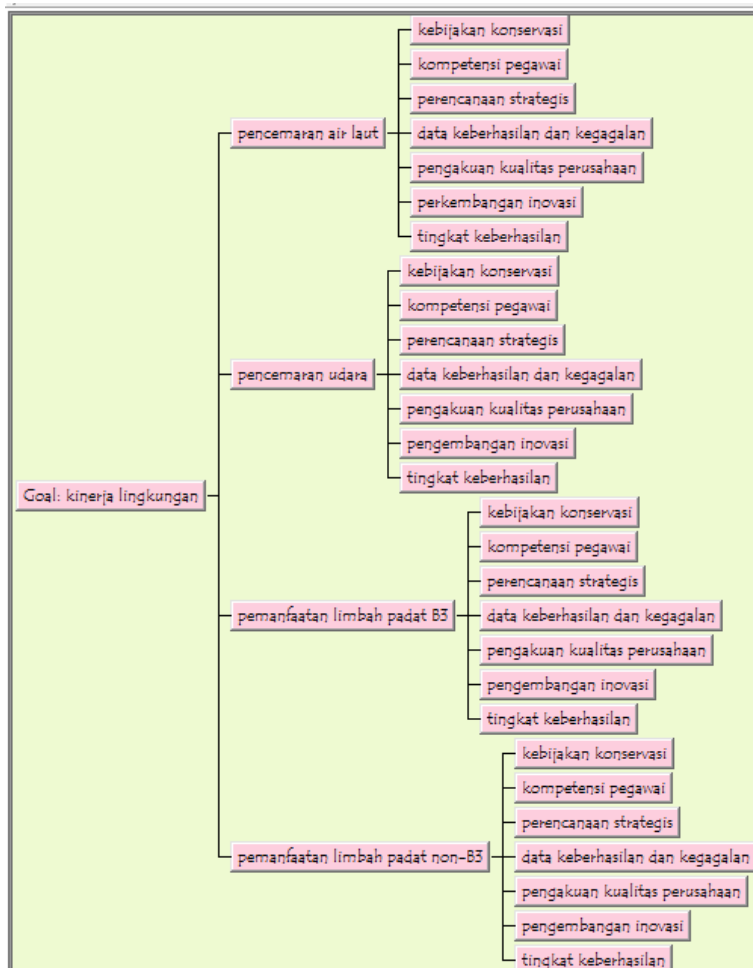 kebijakan konservasi
kompetensi pegawai
perencanaan strategis
pencemaran air laut
data keberhasilan dan kegagalan
pengakuan kualitas perusahaan
perkembangan inovasi
tingkat keberhasilan
kebijakan konservasi
kompetensi pegawai
perencanaan strategis
pencemaran udara
data keberhasilan dan kegagalan
pengakuan kualitas perusahaan
pengembangan inovasi
tingkat keberhasilan
Goal: kinerja lingkungan
kebijakan konservasi
kompetensi pegawai
perencanaan strategis
pemanfaatan limbah padat B3
data keberhasilan dan kegagalan
pengakuan kualitas perusahaan
pengembangan inovasi
tingkat keberhasilan
kebijakan konservasi
kompetensi pegawai
perencanaan strategis
pemanfaatan limbah padat non-B3
data keberhasilan dan kegagalan
pengakuan kualitas perusahaan
pengembangan inovasi
tingkat keberhasilan